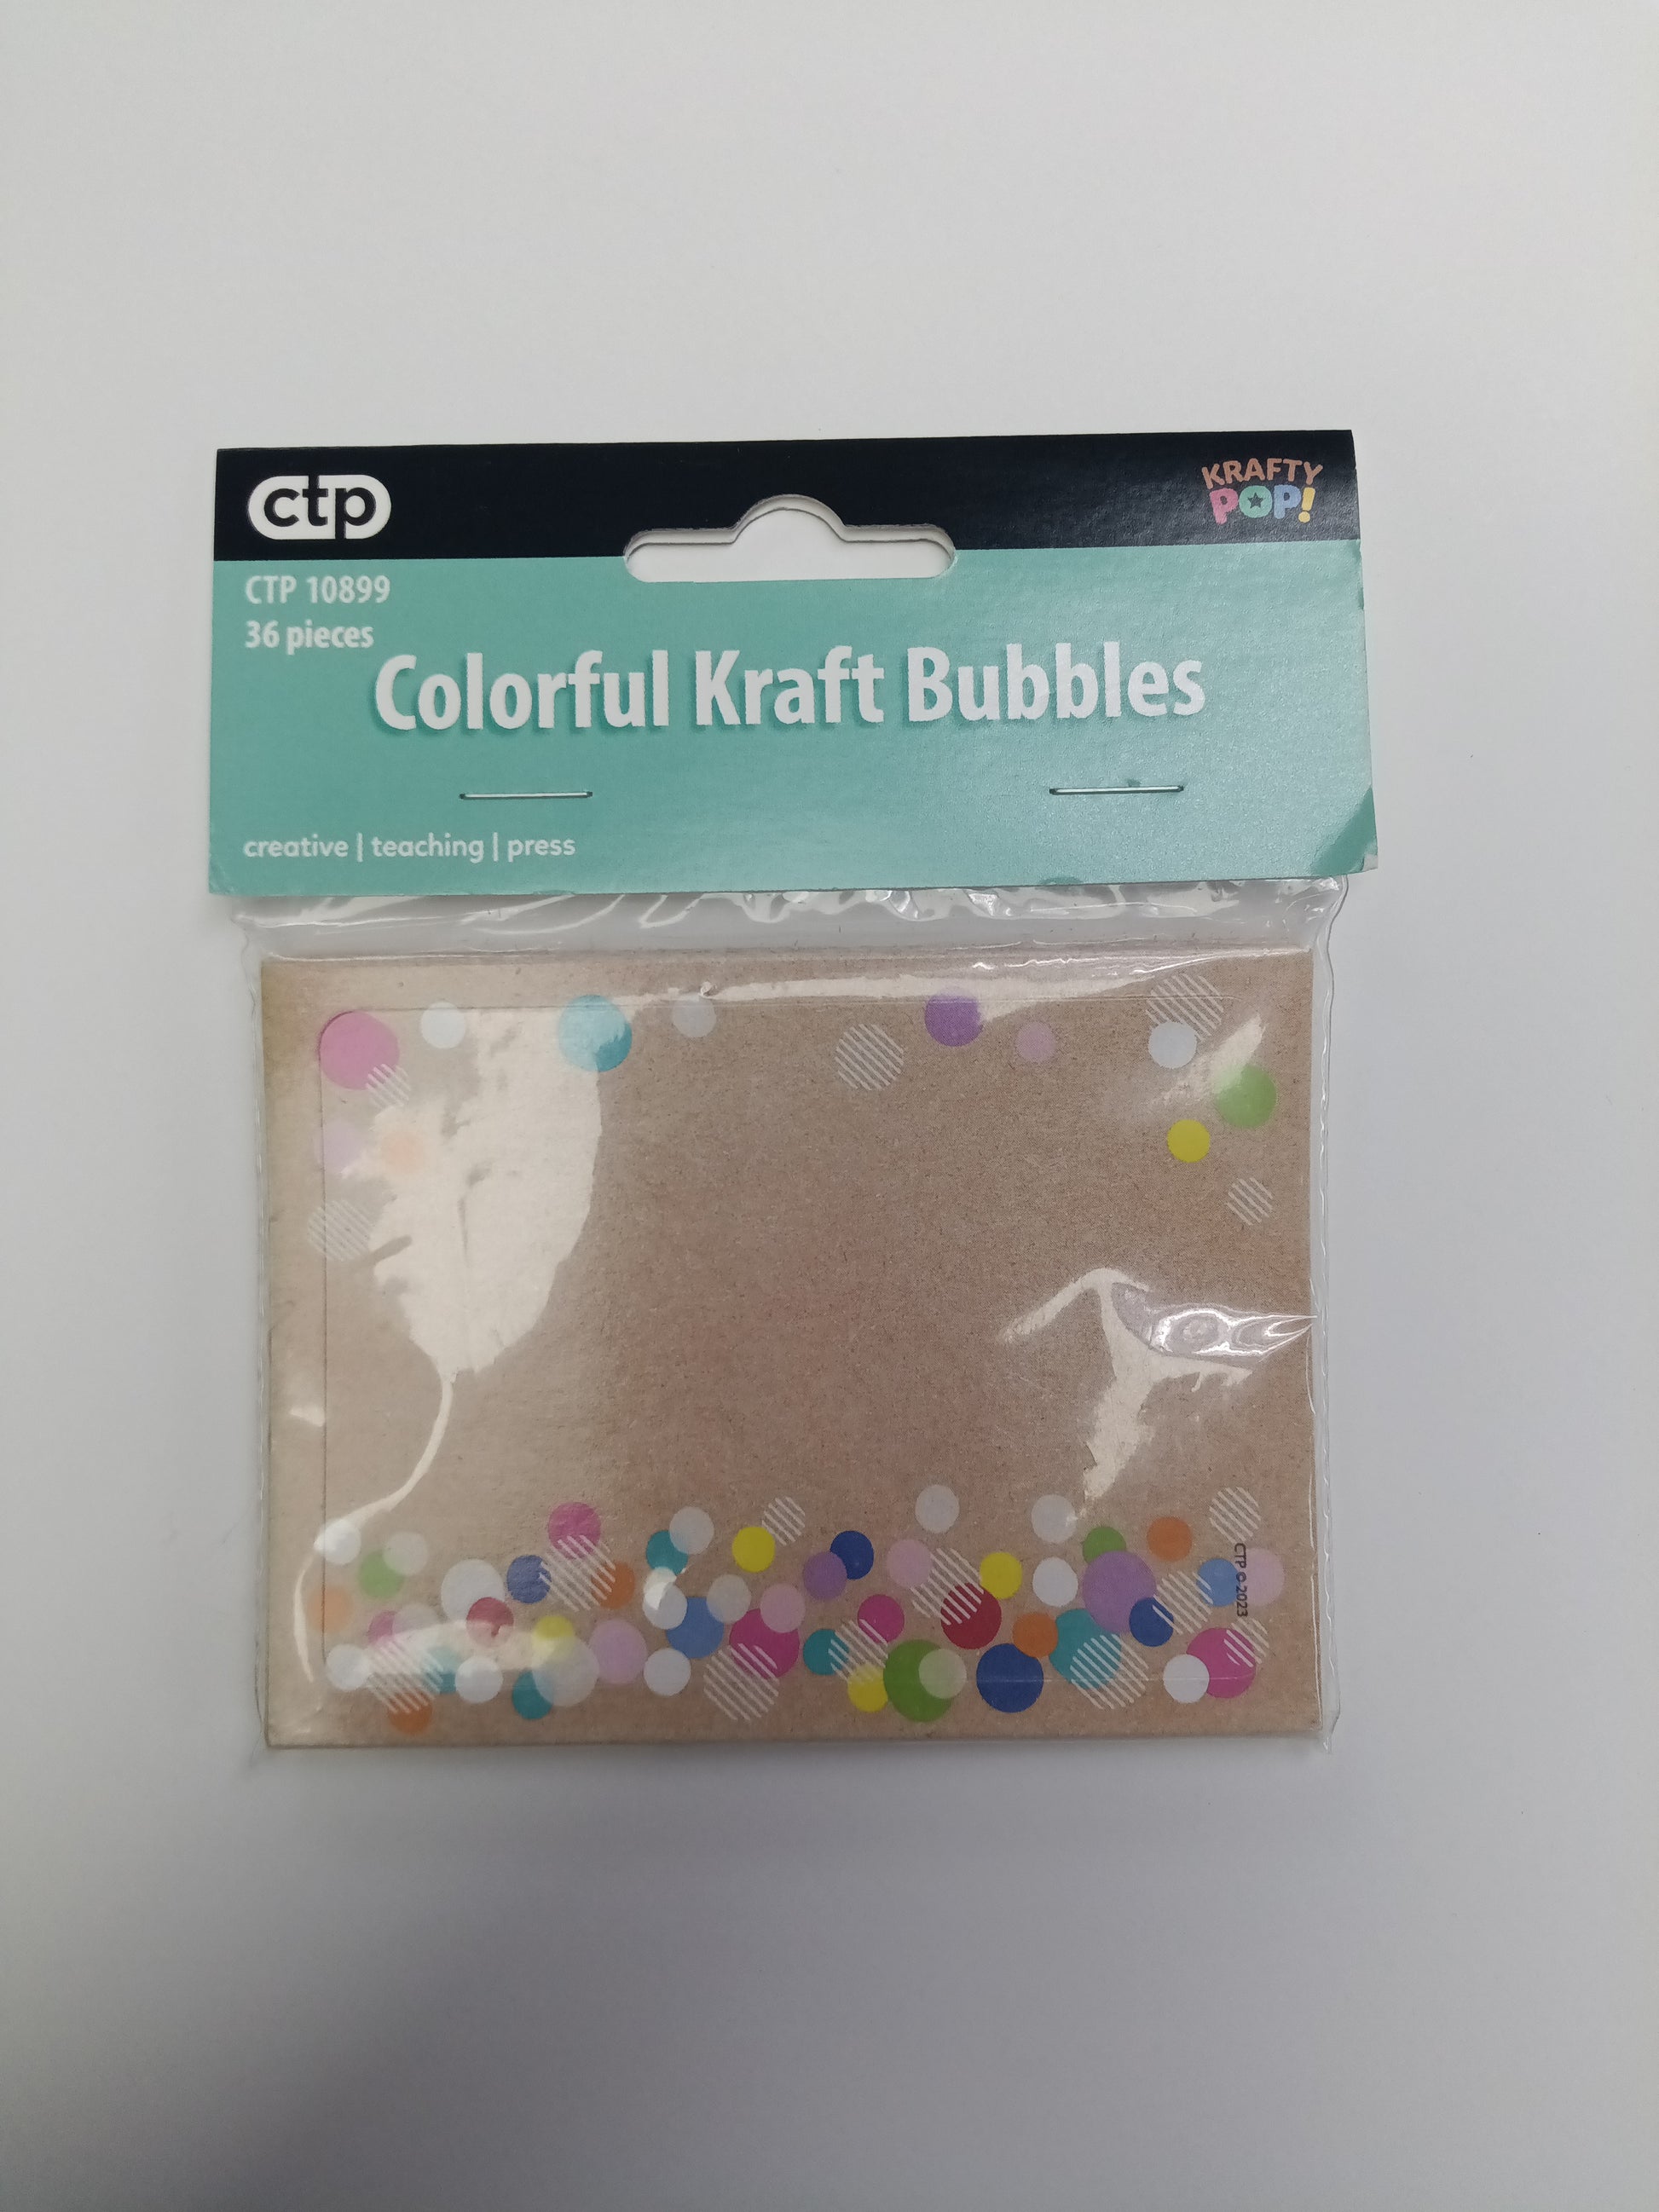 ctp
KRAFTY
POP!
CTP 10899
36 pieces
Colorful Kraft Bubbles
creative | teaching | press
CTP © 2023